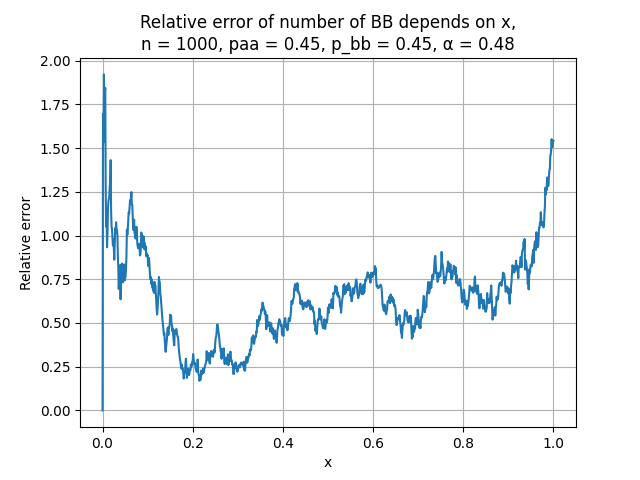 Relative error of number of BB depends on x,
n = 1000, paa = 0.45, p_bb = 0.45, α = 0.48
2.00
1.75
1.50
1.25
1.00
0.75
0.50
0.25
0.00
Relative error
0.0 0.2 0.4 0.6 0.8 1.0
x